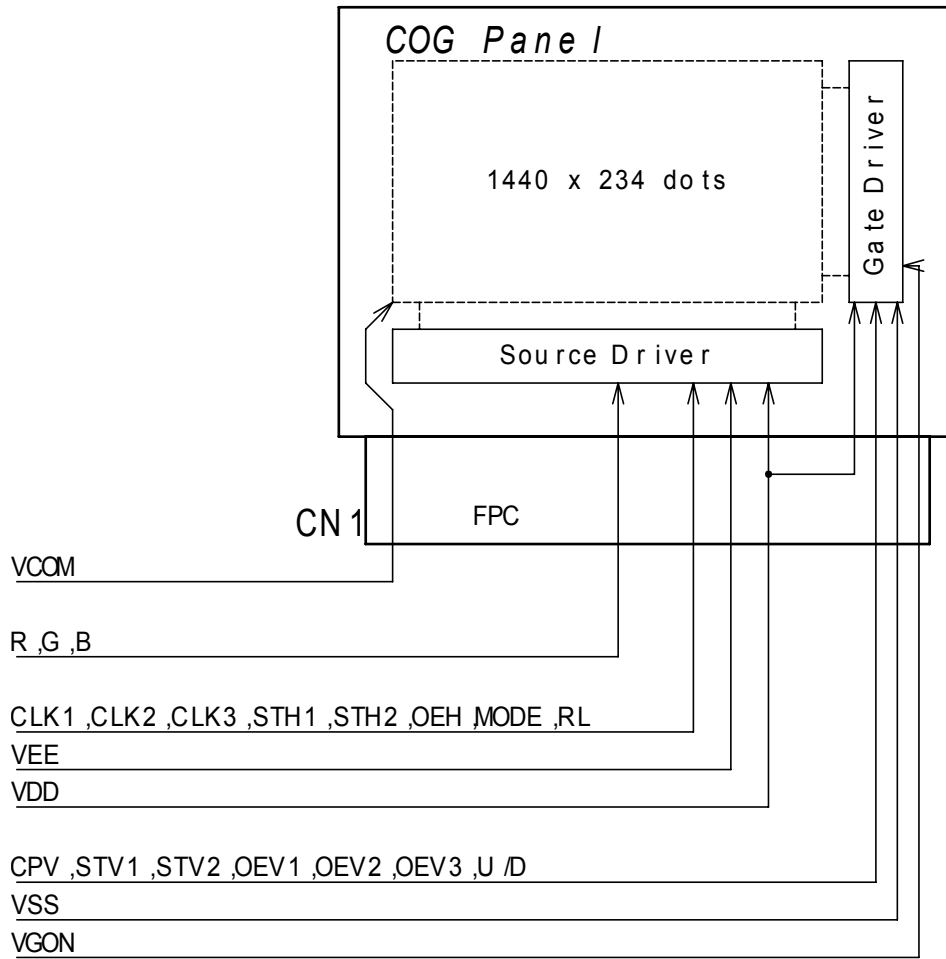 COG Panel
1440 x 234 dots
Gate Driver
Source Driver
CN1
FPC
VCOM
R ,G ,B
CLK1 ,CLK2 ,CLK3 ,STH1 ,STH2 ,OEH ,MODE ,RL
VEE
VDD
CPV ,STV1 ,STV2 ,OEV1 ,OEV2 ,OEV3 ,U /D
VSS
VGON